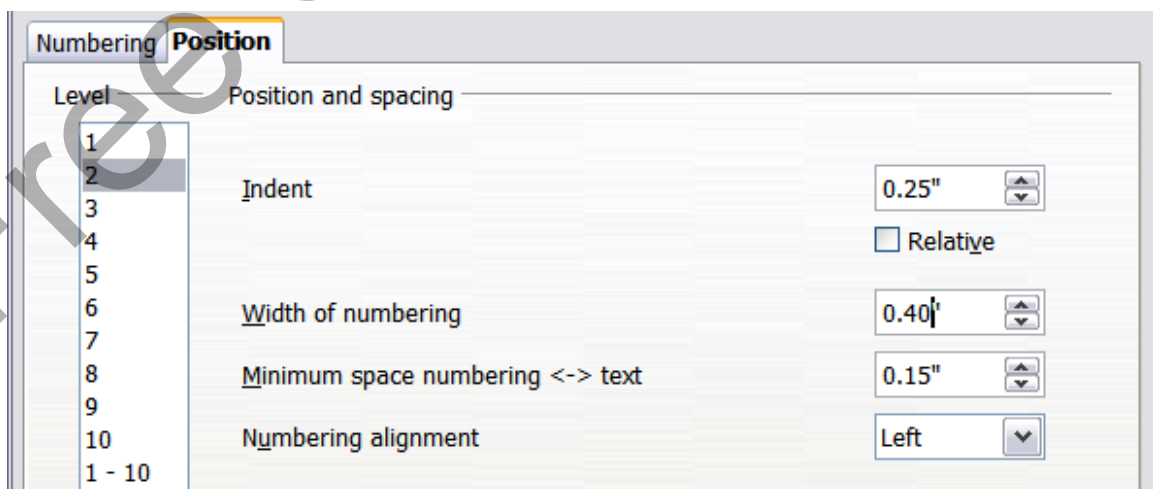 Numbering Position
Level Position and spacing
1
2
Indent 0.25"
3
4
Relative
5
6
Width of numbering 0.40"
7
8
Minimum space numbering <-> text 0.15"
9
10
Numbering alignment Left
1 - 10